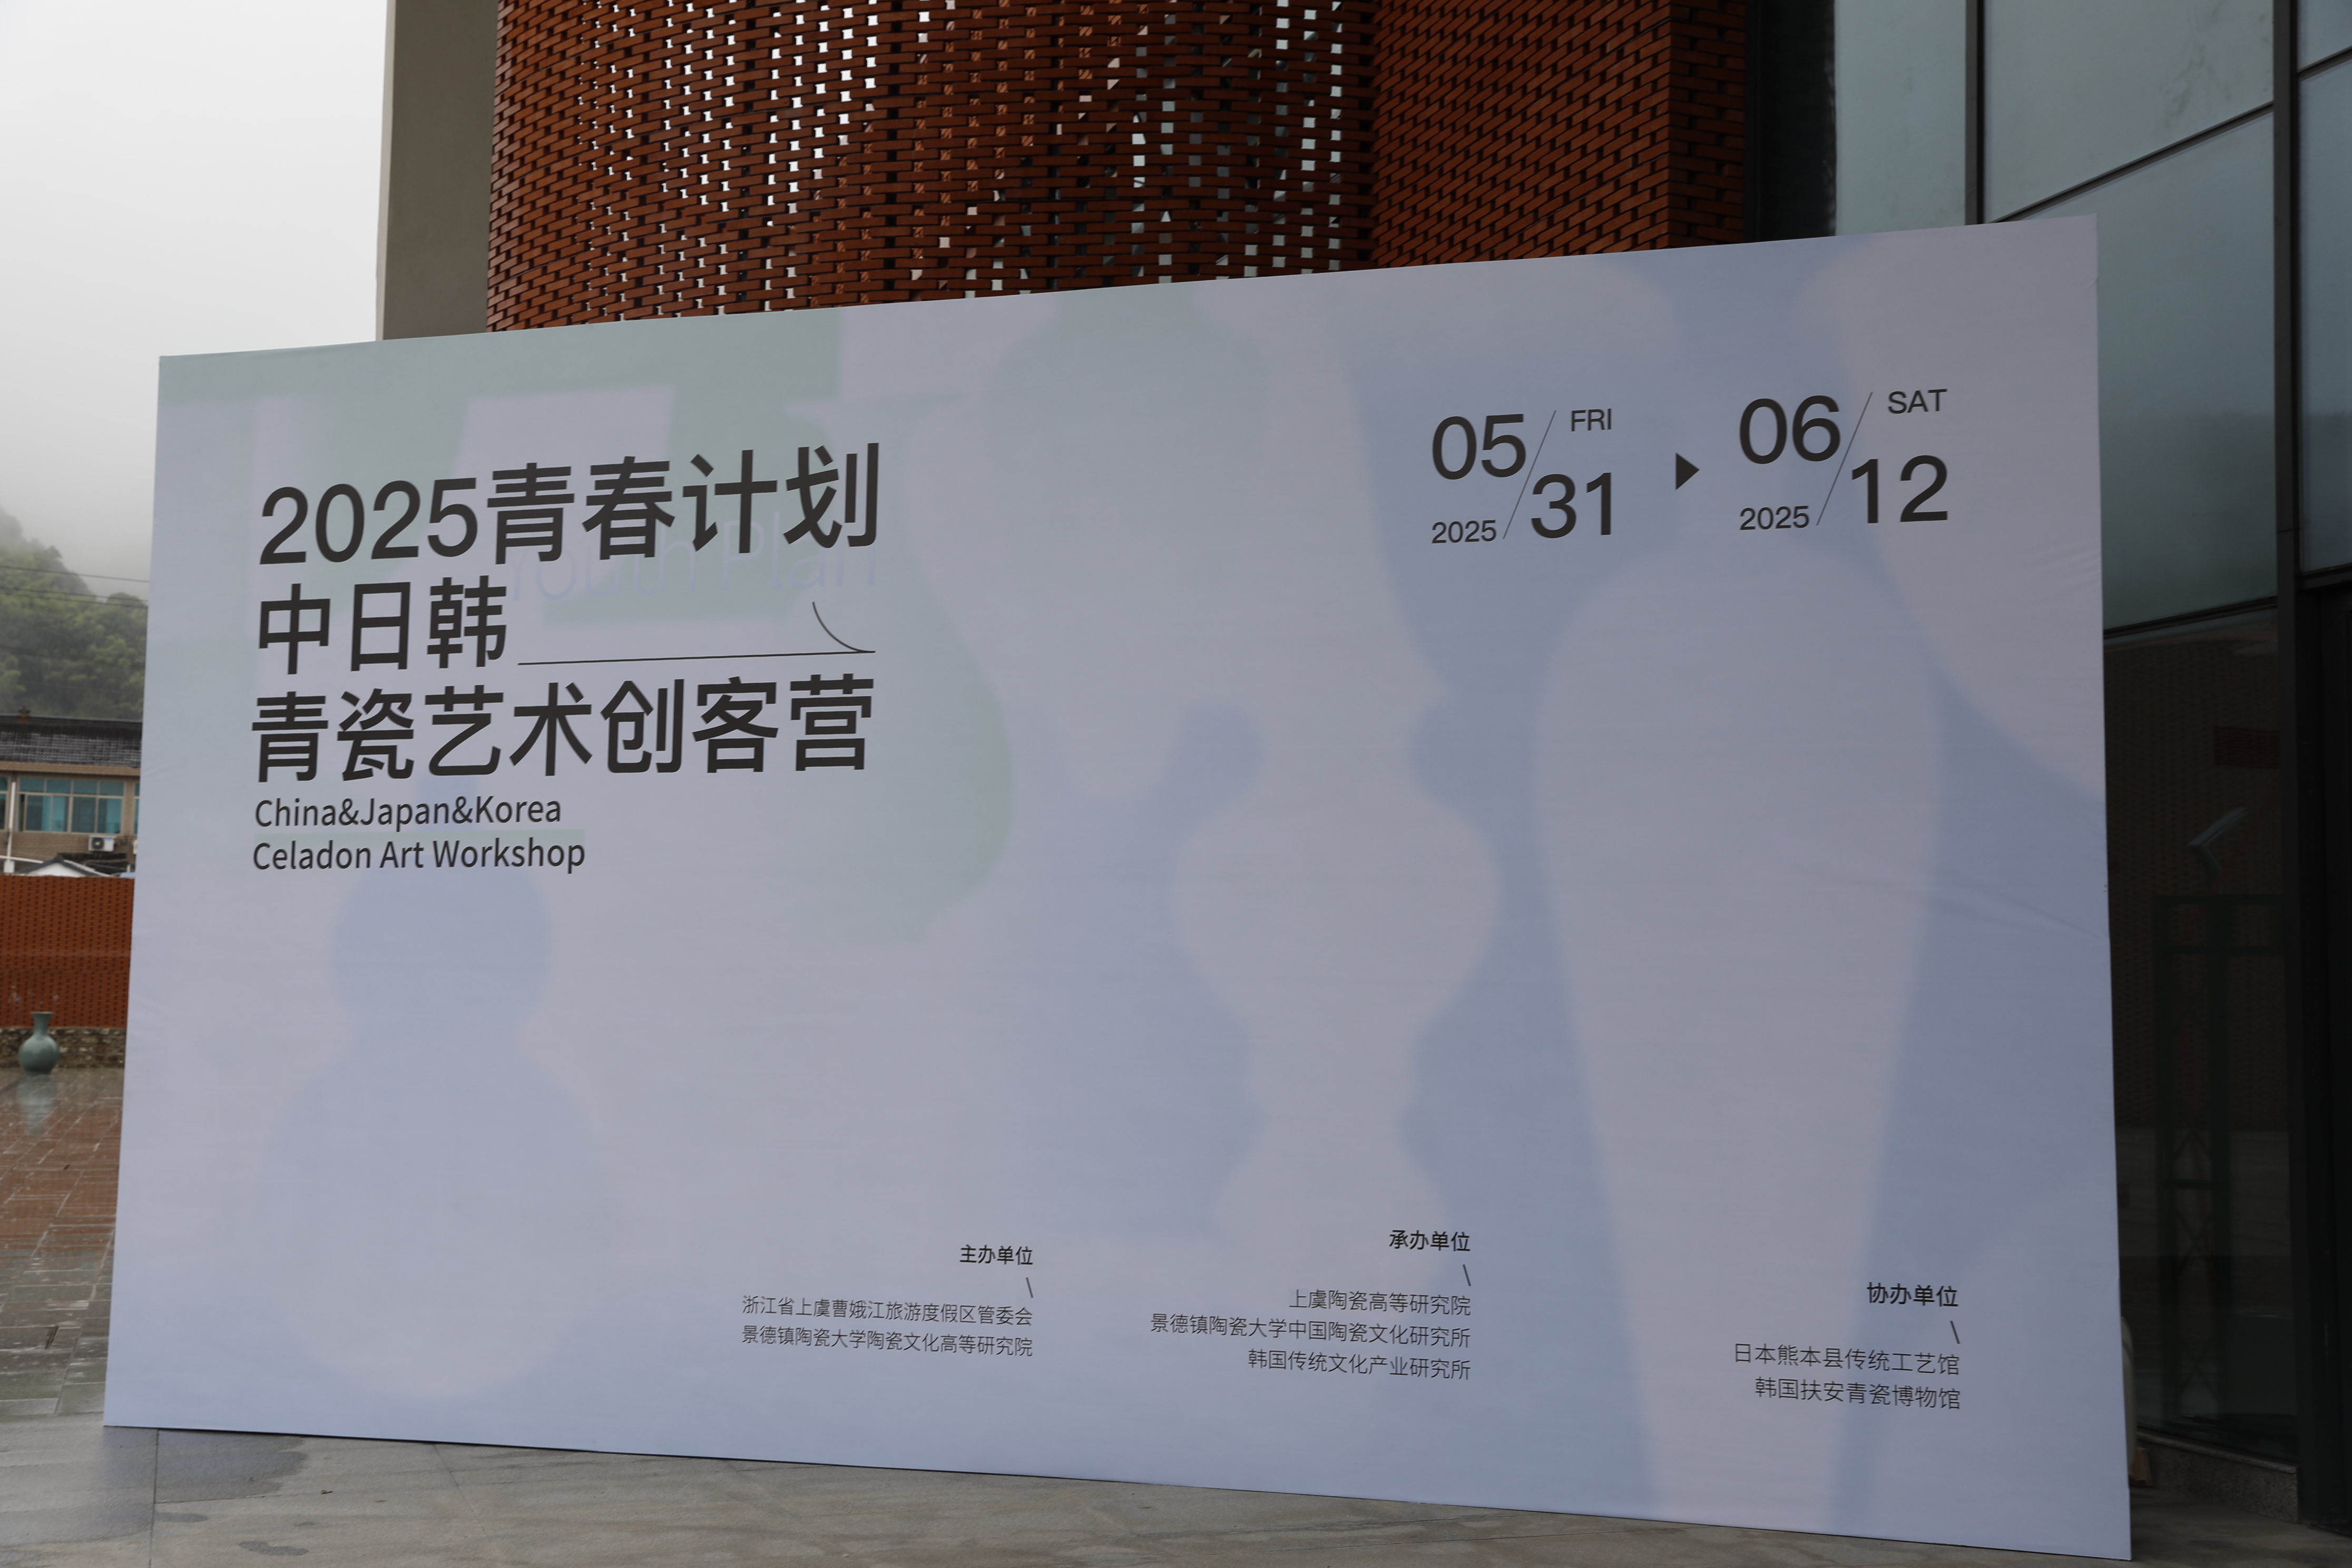 2025青春计划
Youth Plan
中日韩
青瓷艺术创客营
China&Japan&Korea
Celadon Art Workshop
05/31 FRI 2025
06/12 SAT 2025
主办单位
\
浙江省上虞曹娥江旅游度假区管委会
景德镇陶瓷大学陶瓷文化高等研究院
承办单位
\
上虞陶瓷高等研究院
景德镇陶瓷大学中国陶瓷文化研究所
韩国传统文化产业研究所
协办单位
\
日本熊本县传统工艺馆
韩国扶安青瓷博物馆